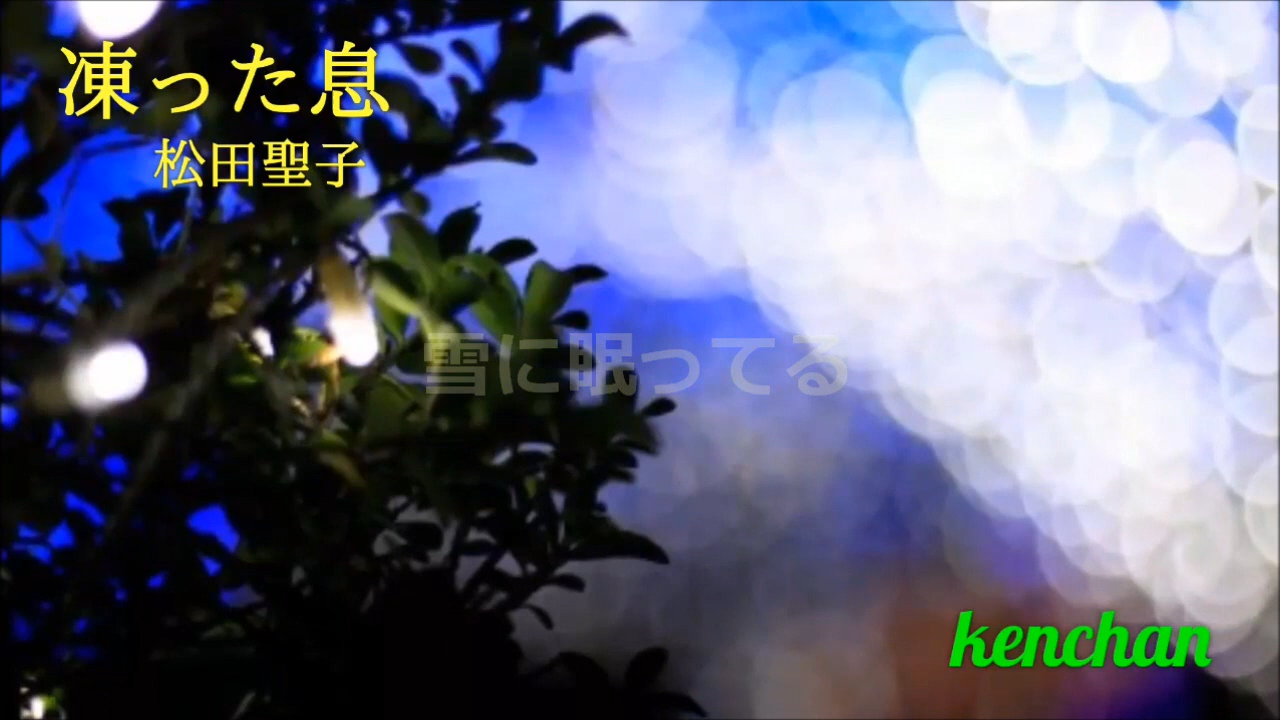 凍った息
松田聖子
雪に眠ってる
kenchan